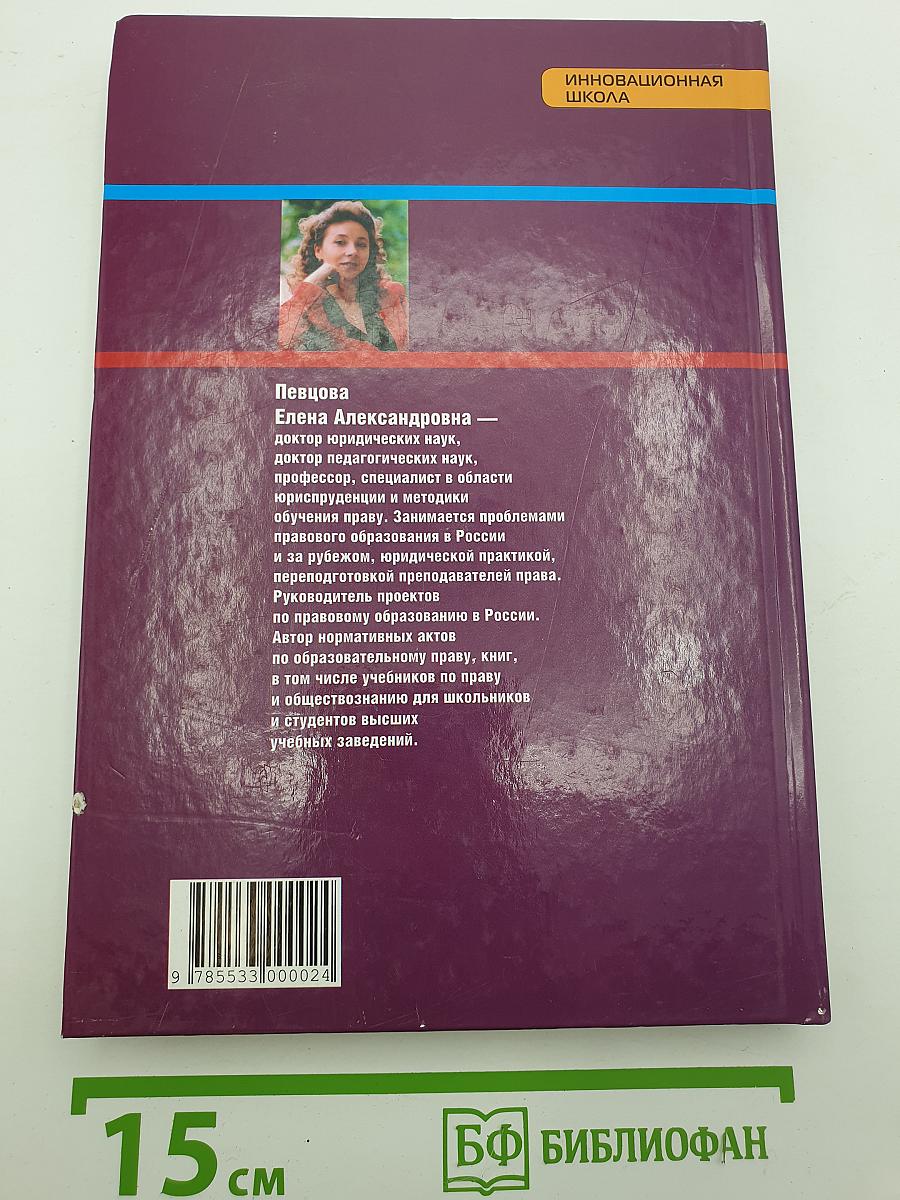 ИННОВАЦИОННАЯ
ШКОЛА
Певцова
Елена Александровна —
доктор юридических наук,
доктор педагогических наук,
профессор, специалист в области
юриспруденции и методики
обучения праву. Занимается проблемами
правового образования в России
и за рубежом, юридической практикой,
переподготовкой преподавателей права.
Руководитель проектов
по правовому образованию в России.
Автор нормативных актов
по образовательному праву, книг,
в том числе учебников по праву
и обществознанию для школьников
и студентов высших
учебных заведений.
9 785533 000024
15 см
БФ БИБЛИОФАН